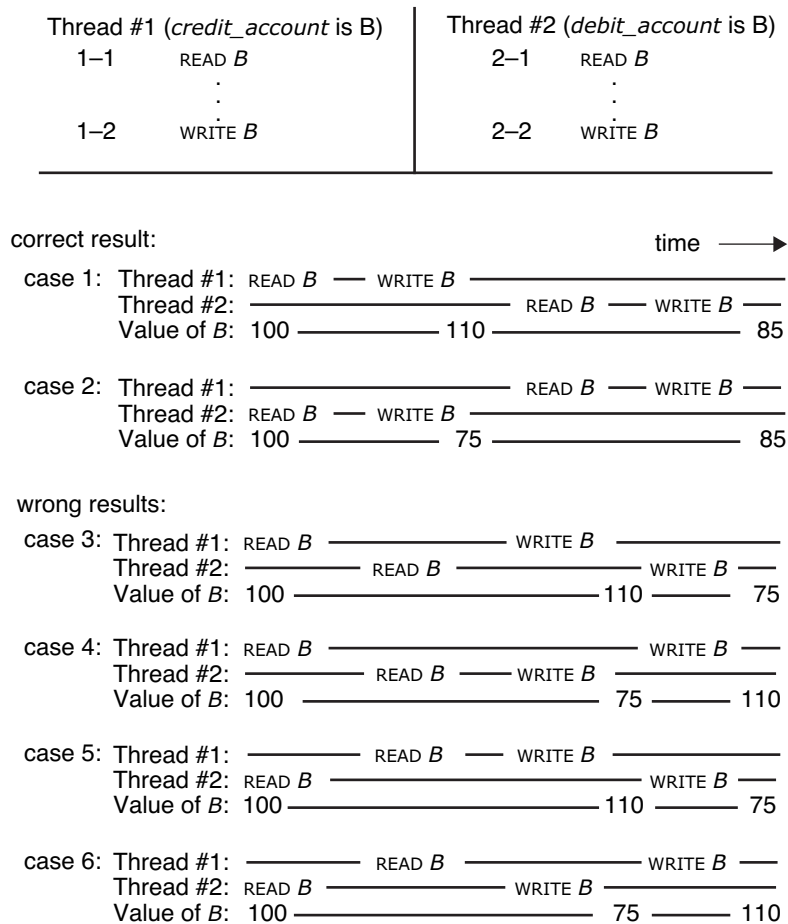 Thread #1 (credit_account is B) Thread #2 (debit_account is B)
1–1 READ B 2–1 READ B
. .
. .
. .
1–2 WRITE B 2–2 WRITE B
correct result: time
case 1: Thread #1: READ B WRITE B
Thread #2: READ B WRITE B
Value of B: 100 110 85
case 2: Thread #1: READ B WRITE B
Thread #2: READ B WRITE B
Value of B: 100 75 85
wrong results:
case 3: Thread #1: READ B WRITE B
Thread #2: READ B WRITE B
Value of B: 100 110 75
case 4: Thread #1: READ B WRITE B
Thread #2: READ B WRITE B
Value of B: 100 75 110
case 5: Thread #1: READ B WRITE B
Thread #2: READ B WRITE B
Value of B: 100 110 75
case 6: Thread #1: READ B WRITE B
Thread #2: READ B WRITE B
Value of B: 100 75 110